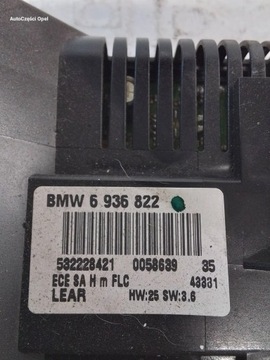 AutoCzęści Opel
BMW 6 936 822
532228421 0058639 35
ECE SA H m FLC 43331
LEAR HW:25 SW:3.6